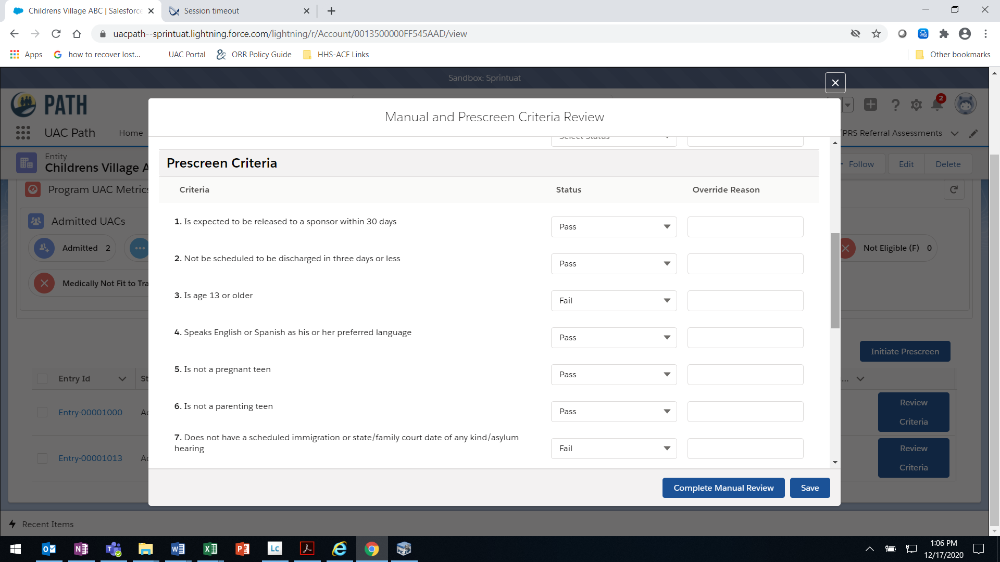 Childrens Village ABC | Salesforce
Session timeout
uacpath--sprintuat.lightning.force.com/lightning/r/Account/0013500000FF545AAD/view
Apps
how to recover lost...
UAC Portal
ORR Policy Guide
HHS-ACF Links
Other bookmarks
Sandbox: Sprintuat
PATH
2
UAC Path
Home
PRS Referral Assessments
Manual and Prescreen Criteria Review
Select Status
Entity
Childrens Village A
Follow
Edit
Delete
Program UAC Metrics
Admitted UACs
Admitted 2
Not Eligible (F) 0
Medically Not Fit to Tra
Prescreen Criteria
Criteria
Status
Override Reason
1. Is expected to be released to a sponsor within 30 days
Pass
2. Not be scheduled to be discharged in three days or less
Pass
3. Is age 13 or older
Fail
4. Speaks English or Spanish as his or her preferred language
Pass
5. Is not a pregnant teen
Pass
6. Is not a parenting teen
Pass
7. Does not have a scheduled immigration or state/family court date of any kind/asylum
hearing
Fail
Initiate Prescreen
Entry Id
St
...
Entry-00001000
Ac
Review
Criteria
Entry-00001013
Ac
Review
Criteria
Complete Manual Review
Save
Recent Items
Lc
1:06 PM
12/17/2020